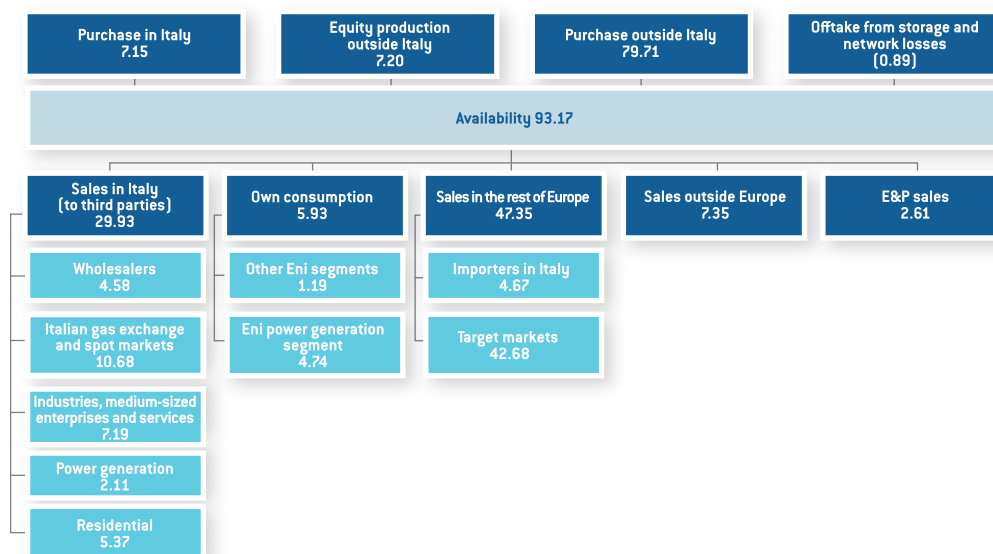 Purchase in Italy
7.15
Equity production
outside Italy
7.20
Purchase outside Italy
79.71
Offtake from storage and
network losses
(0.89)
Availability 93.17
Sales in Italy
(to third parties)
29.93
Own consumption
5.93
Sales in the rest of Europe
47.35
Sales outside Europe
7.35
E&P sales
2.61
Wholesalers
4.58
Other Eni segments
1.19
Importers in Italy
4.67
Italian gas exchange
and spot markets
10.68
Eni power generation
segment
4.74
Target markets
42.68
Industries, medium-sized
enterprises and services
7.19
Power generation
2.11
Residential
5.37